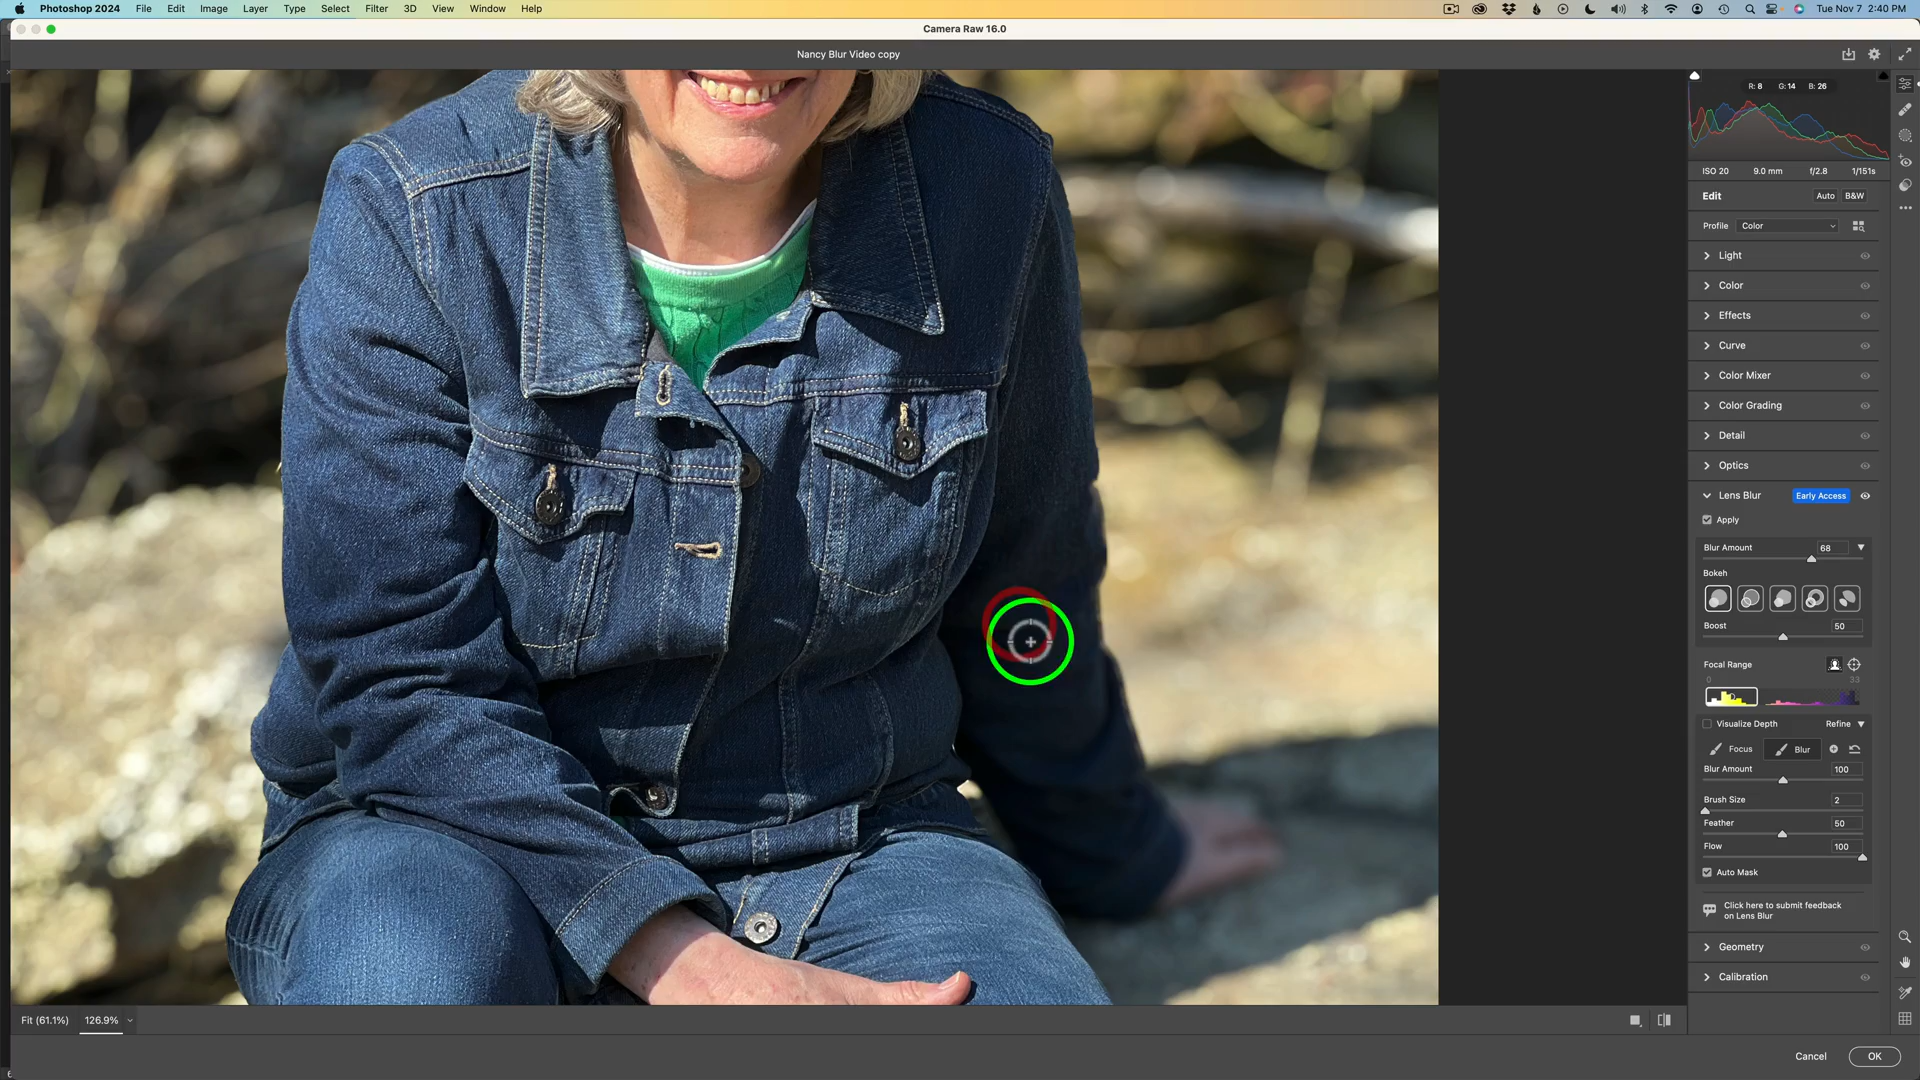 Photoshop 2024 File Edit Image Layer Type Select Filter 3D View Window Help Tue Nov 7 2:40 PM
Camera Raw 16.0
Nancy Blur Video copy
R: 8 G: 14 B: 26
ISO 20 9.0 mm f/2.8 1/151s
Edit Auto B&W
Profile Color
Light
Color
Effects
Curve
Color Mixer
Color Grading
Detail
Optics
Lens Blur Early Access
Apply
Blur Amount 68
Bokeh
Boost 50
Focal Range
0 33
Visualize Depth Refine
Focus Blur
Blur Amount 100
Brush Size 2
Feather 50
Flow 100
Auto Mask
Click here to submit feedback
on Lens Blur
Geometry
Calibration
Fit (61.1%) 126.9%
Cancel OK